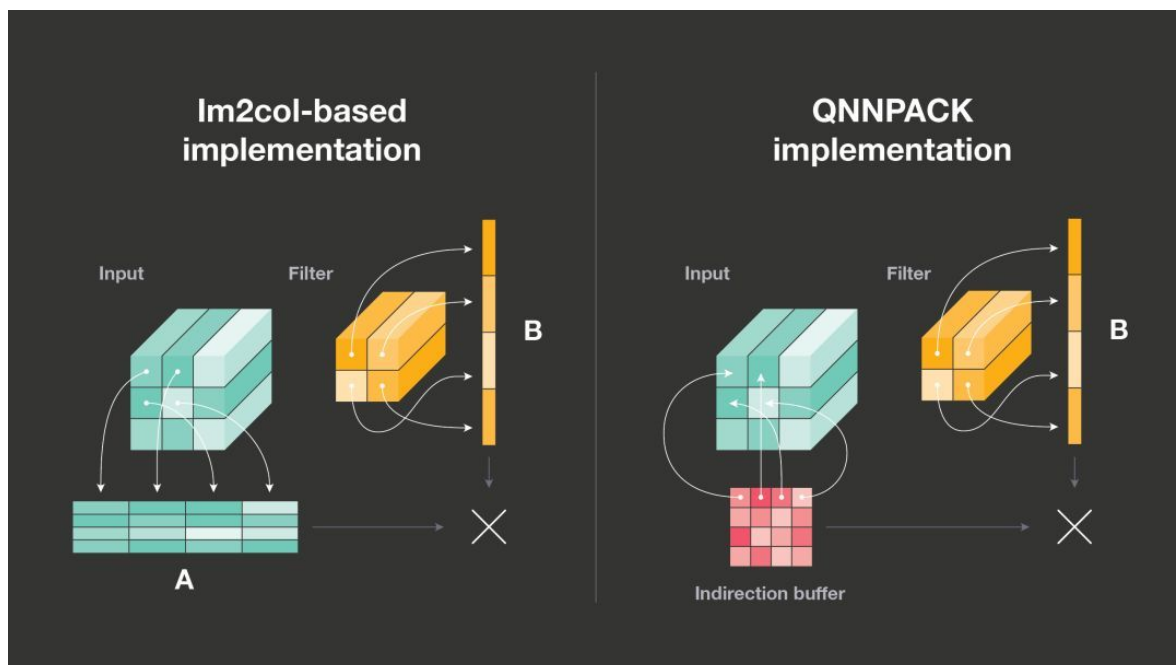 Im2col-based
implementation
Input
Filter
B
A
QNNPACK
implementation
Input
Filter
B
Indirection buffer